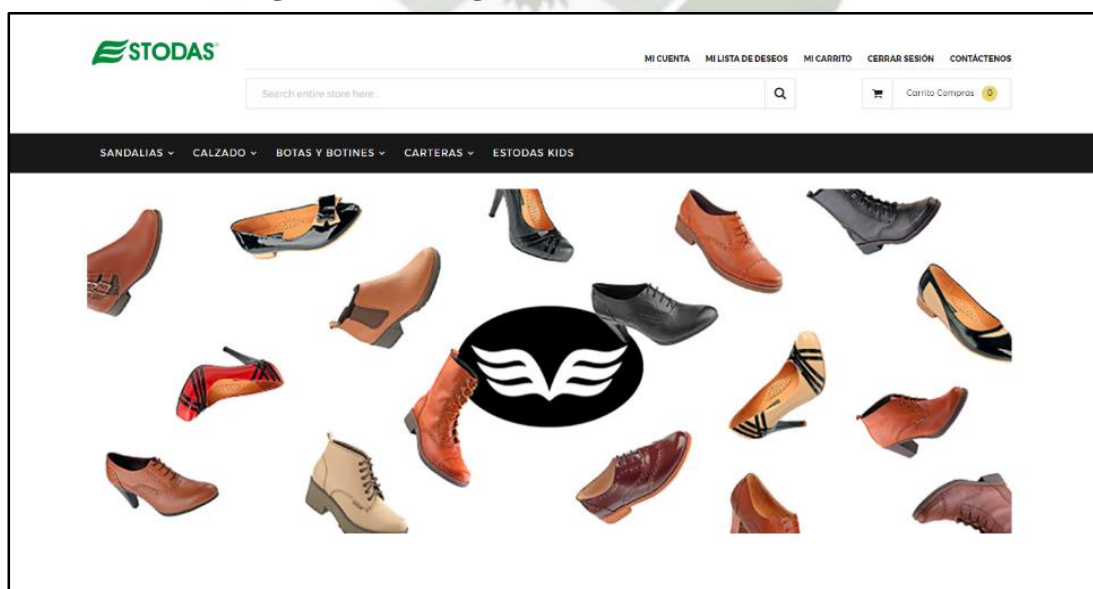 ESTODAS®
MI CUENTA MI LISTA DE DESEOS MI CARRITO CERRAR SESIÓN CONTÁCTENOS
Search entire store here...
Carrito Compras 0
SANDALIAS CALZADO BOTAS Y BOTINES CARTERAS ESTODAS KIDS